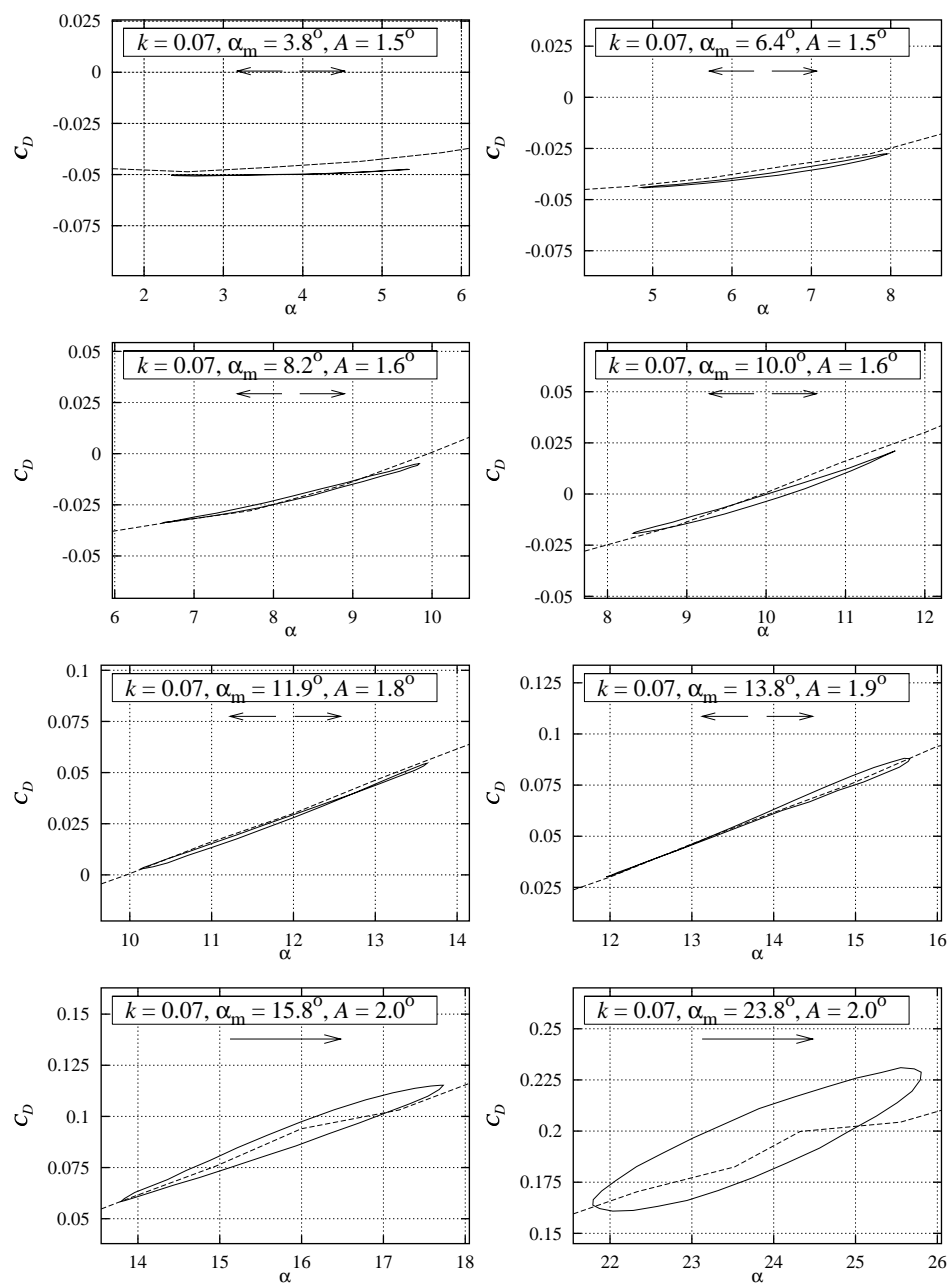 k = 0.07, αm = 3.8°, A = 1.5°
0.025
0
-0.025
-0.05
-0.075
CD
2 3 4 5 6
α
k = 0.07, αm = 6.4°, A = 1.5°
0.025
0
-0.025
-0.05
-0.075
CD
5 6 7 8
α
k = 0.07, αm = 8.2°, A = 1.6°
0.05
0.025
0
-0.025
-0.05
CD
6 7 8 9 10
α
k = 0.07, αm = 10.0°, A = 1.6°
0.05
0.025
0
-0.025
-0.05
CD
8 9 10 11 12
α
k = 0.07, αm = 11.9°, A = 1.8°
0.1
0.075
0.05
0.025
0
CD
10 11 12 13 14
α
k = 0.07, αm = 13.8°, A = 1.9°
0.125
0.1
0.075
0.05
0.025
CD
12 13 14 15 16
α
k = 0.07, αm = 15.8°, A = 2.0°
0.15
0.125
0.1
0.075
0.05
CD
14 15 16 17 18
α
k = 0.07, αm = 23.8°, A = 2.0°
0.25
0.225
0.2
0.175
0.15
CD
22 23 24 25 26
α